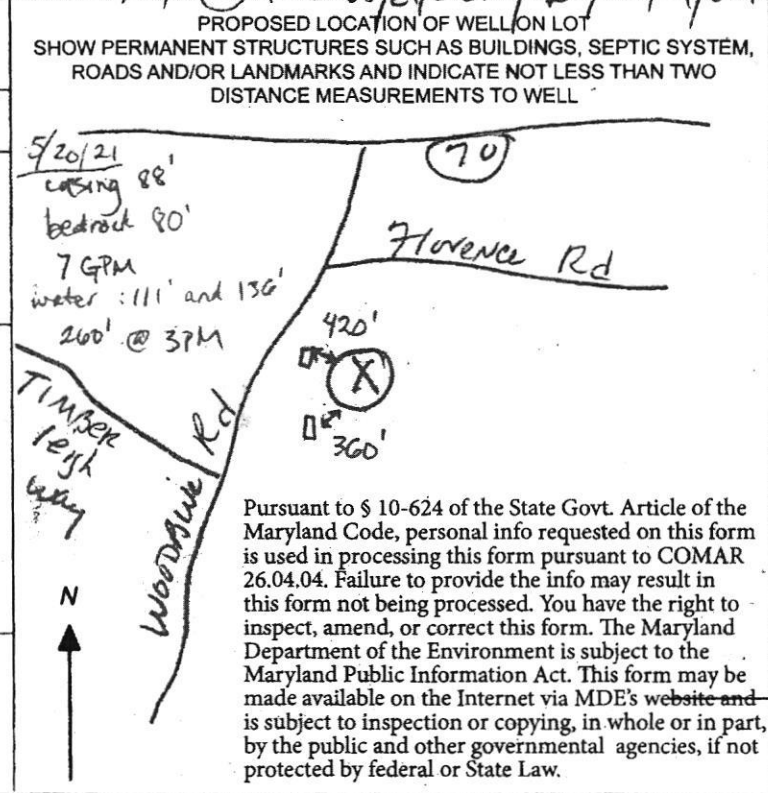 PROPOSED LOCATION OF WELL ON LOT
SHOW PERMANENT STRUCTURES SUCH AS BUILDINGS, SEPTIC SYSTEM,
ROADS AND/OR LANDMARKS AND INDICATE NOT LESS THAN TWO
DISTANCE MEASUREMENTS TO WELL
5/20/21
casing 88'
bedrock 80'
7 GPM
water : 111' and 136'
260' @ 3PM
70
Florence Rd
420'
X
360'
TIMBER
leigh
way
WOODBINE Rd
N
Pursuant to § 10-624 of the State Govt. Article of the
Maryland Code, personal info requested on this form
is used in processing this form pursuant to COMAR
26.04.04. Failure to provide the info may result in
this form not being processed. You have the right to
inspect, amend, or correct this form. The Maryland
Department of the Environment is subject to the
Maryland Public Information Act. This form may be
made available on the Internet via MDE's website and
is subject to inspection or copying, in whole or in part,
by the public and other governmental agencies, if not
protected by federal or State Law.